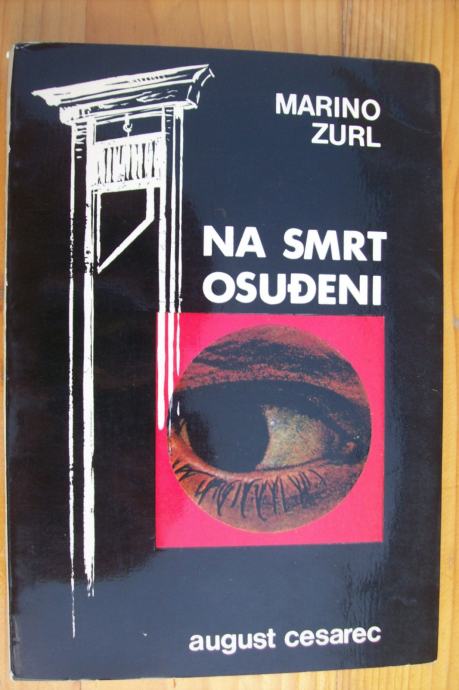 MARINO
ZURL
NA SMRT
OSUĐENI
august cesarec